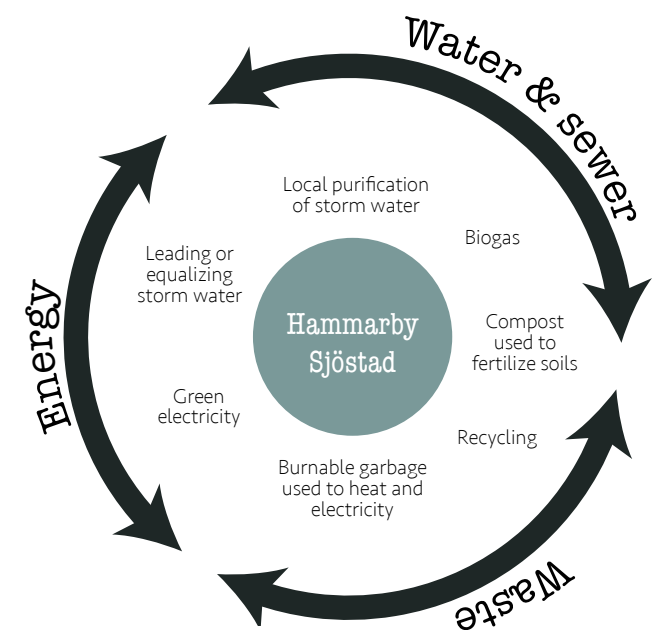 Water & sewer
Local purification
of storm water
Biogas
Leading or
equalizing
storm water
Energy
Hammarby
Sjöstad
Compost
used to
fertilize soils
Green
electricity
Recycling
Burnable garbage
used to heat and
electricity
Waste